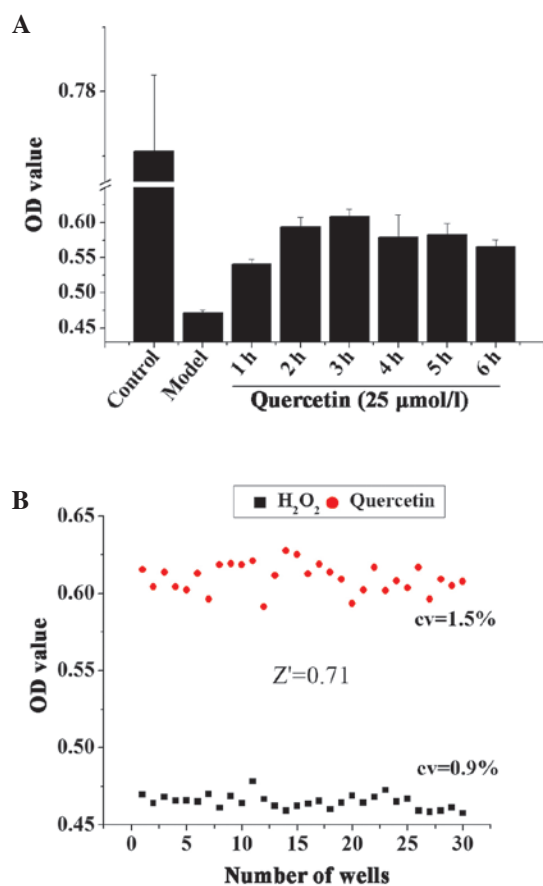 A
OD value
0.78
0.60
0.55
0.50
0.45
Control
Model
1 h
2 h
3 h
4 h
5 h
6 h
Quercetin (25 μmol/l)
B
H₂O₂ Quercetin
OD value
0.65
0.60
0.55
0.50
0.45
cv=1.5%
Z'=0.71
cv=0.9%
0 5 10 15 20 25 30
Number of wells